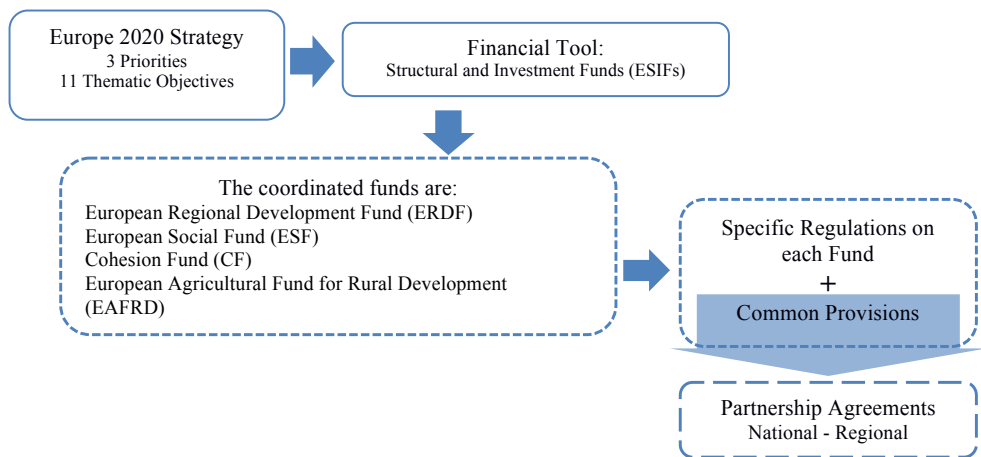 Europe 2020 Strategy
3 Priorities
11 Thematic Objectives
Financial Tool:
Structural and Investment Funds (ESIFs)
The coordinated funds are:
European Regional Development Fund (ERDF)
European Social Fund (ESF)
Cohesion Fund (CF)
European Agricultural Fund for Rural Development
(EAFRD)
Specific Regulations on
each Fund
+
Common Provisions
Partnership Agreements
National - Regional